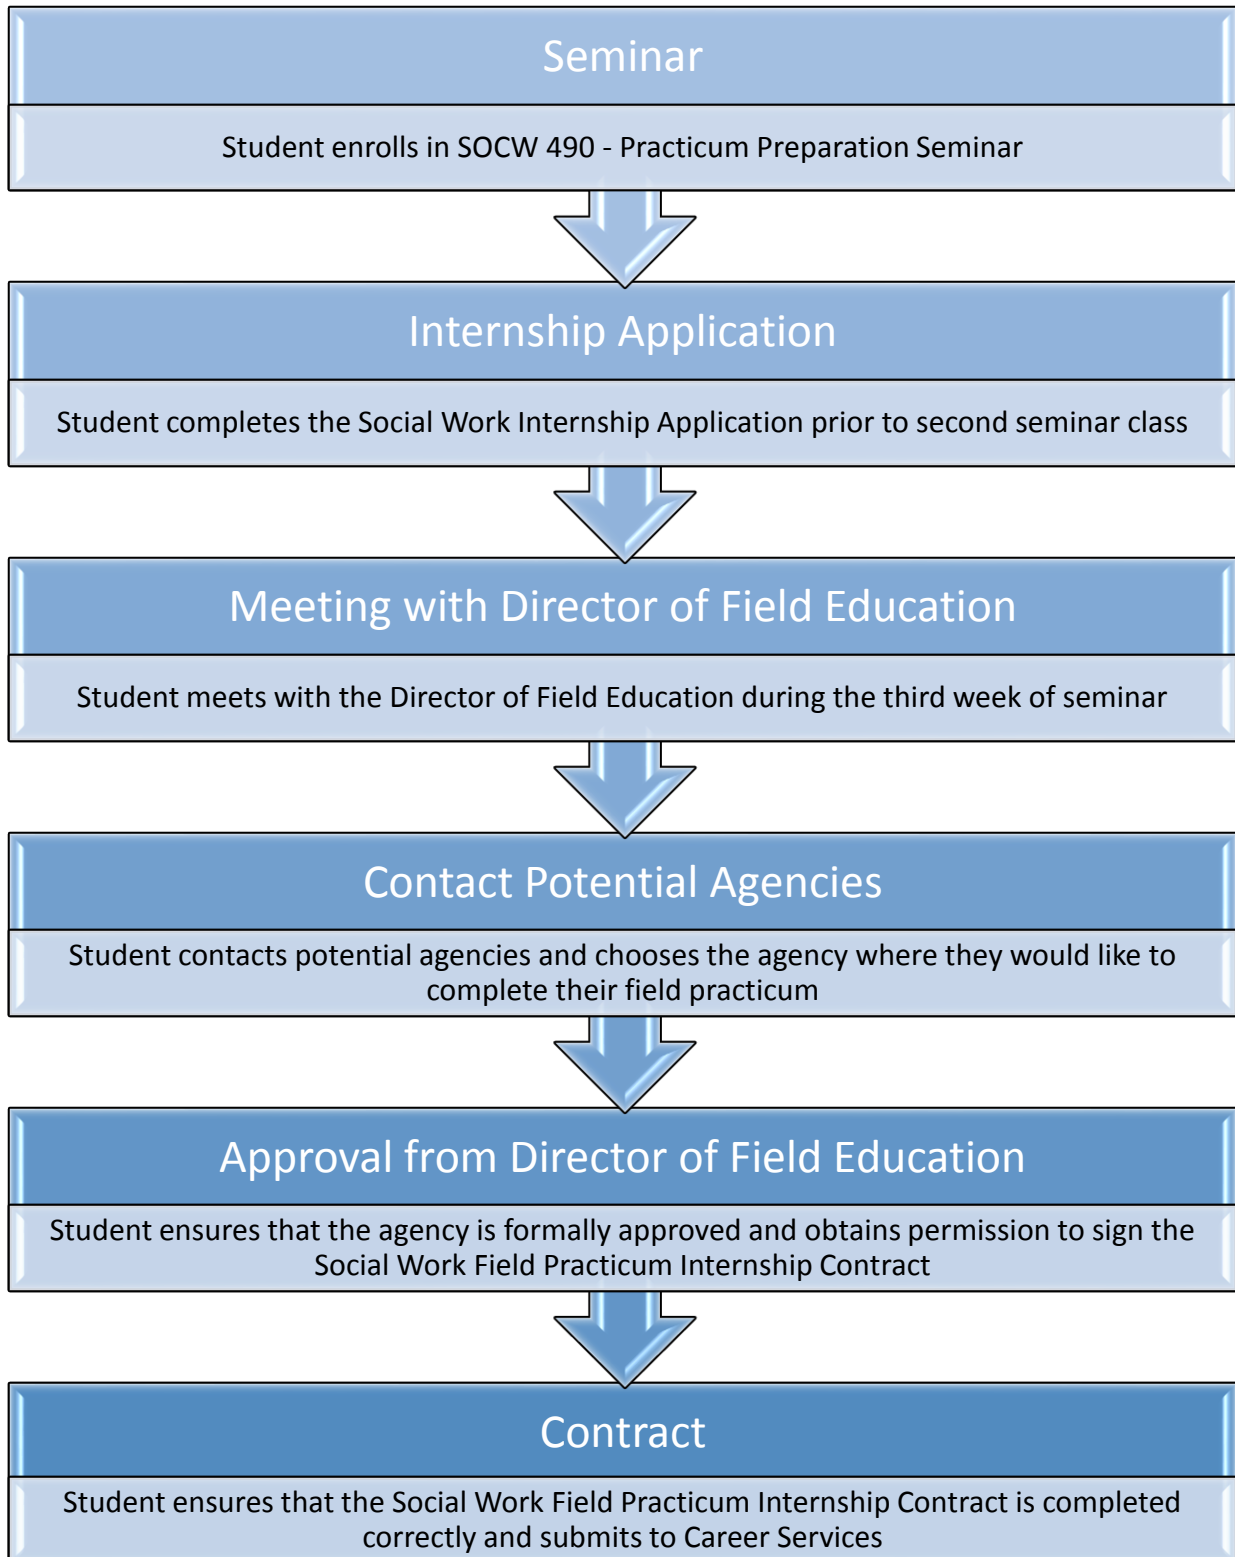 Seminar
Student enrolls in SOCW 490 - Practicum Preparation Seminar
Internship Application
Student completes the Social Work Internship Application prior to second seminar class
Meeting with Director of Field Education
Student meets with the Director of Field Education during the third week of seminar
Contact Potential Agencies
Student contacts potential agencies and chooses the agency where they would like to
complete their field practicum
Approval from Director of Field Education
Student ensures that the agency is formally approved and obtains permission to sign the
Social Work Field Practicum Internship Contract
Contract
Student ensures that the Social Work Field Practicum Internship Contract is completed
correctly and submits to Career Services